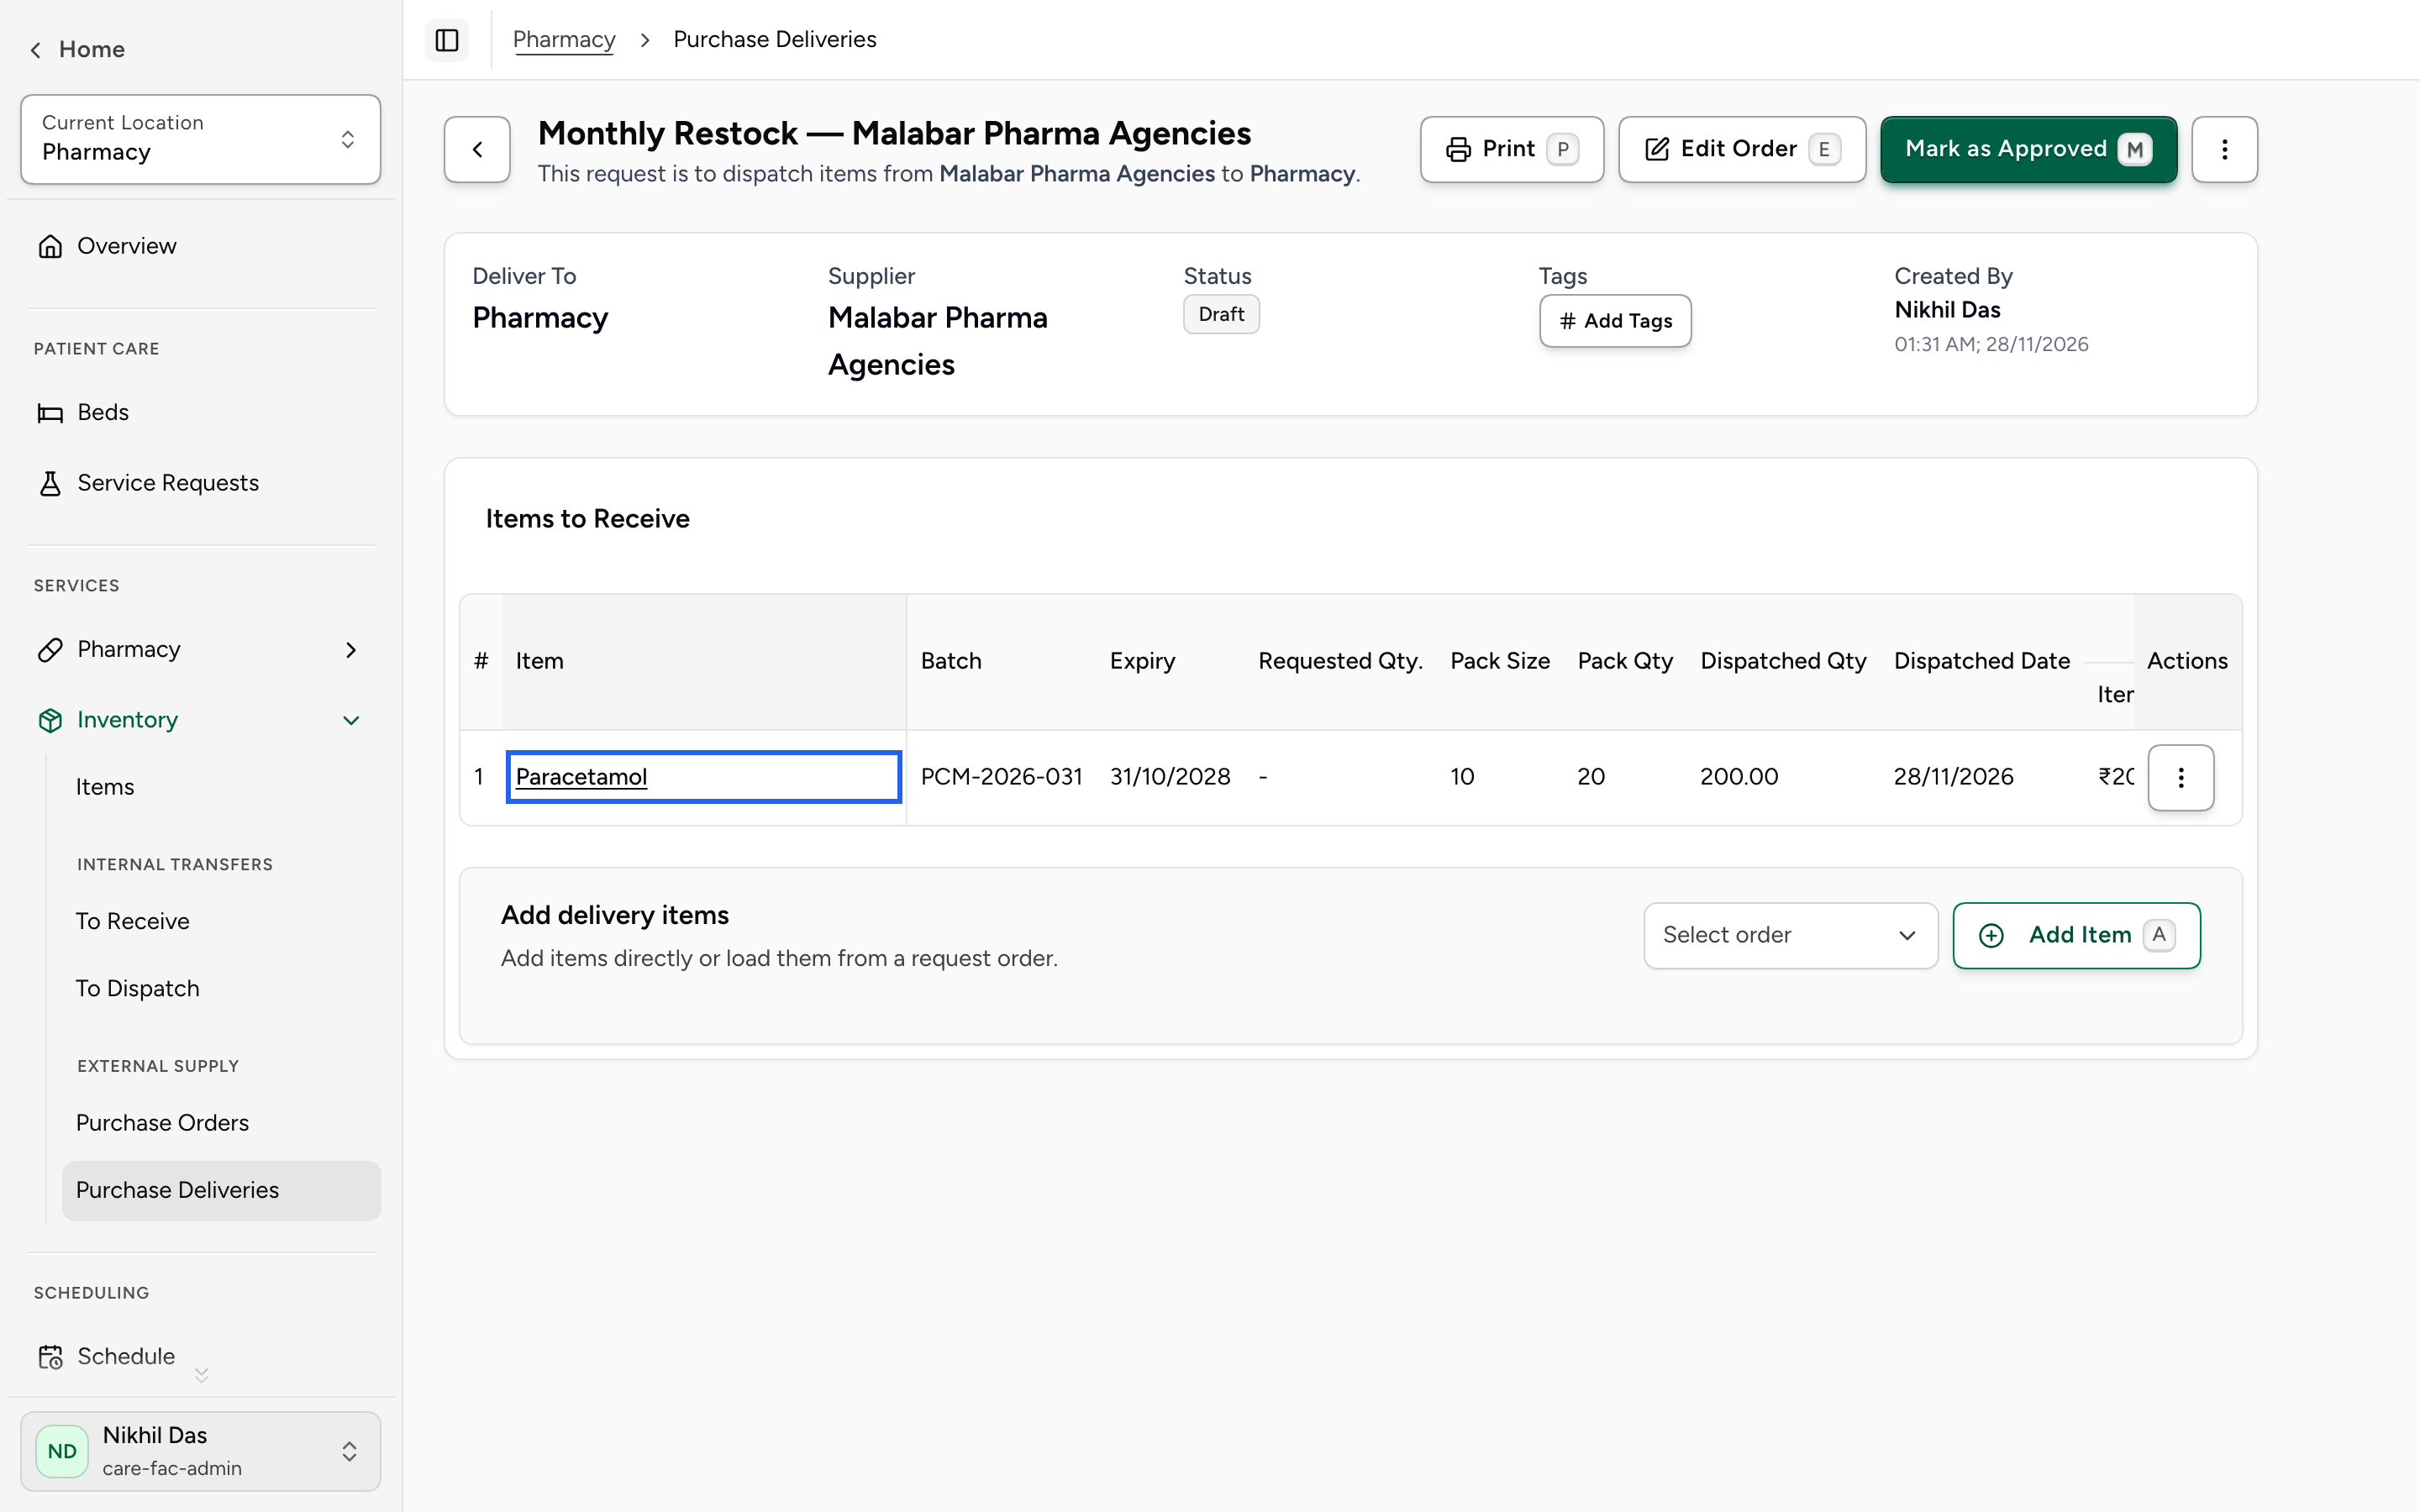 Home
Current Location
Pharmacy
Overview
PATIENT CARE
Beds
Service Requests
SERVICES
Pharmacy
Inventory
Items
INTERNAL TRANSFERS
To Receive
To Dispatch
EXTERNAL SUPPLY
Purchase Orders
Purchase Deliveries
SCHEDULING
Schedule
ND
Nikhil Das
care-fac-admin
Pharmacy > Purchase Deliveries
Monthly Restock — Malabar Pharma Agencies
This request is to dispatch items from Malabar Pharma Agencies to Pharmacy.
Print P
Edit Order E
Mark as Approved M
Deliver To
Pharmacy
Supplier
Malabar Pharma
Agencies
Status
Draft
Tags
# Add Tags
Created By
Nikhil Das
01:31 AM; 28/11/2026
Items to Receive
# Item Batch Expiry Requested Qty. Pack Size Pack Qty Dispatched Qty Dispatched Date Actions
1 Paracetamol PCM-2026-031 31/10/2028 - 10 20 200.00 28/11/2026
Add delivery items
Add items directly or load them from a request order.
Select order
Add Item A